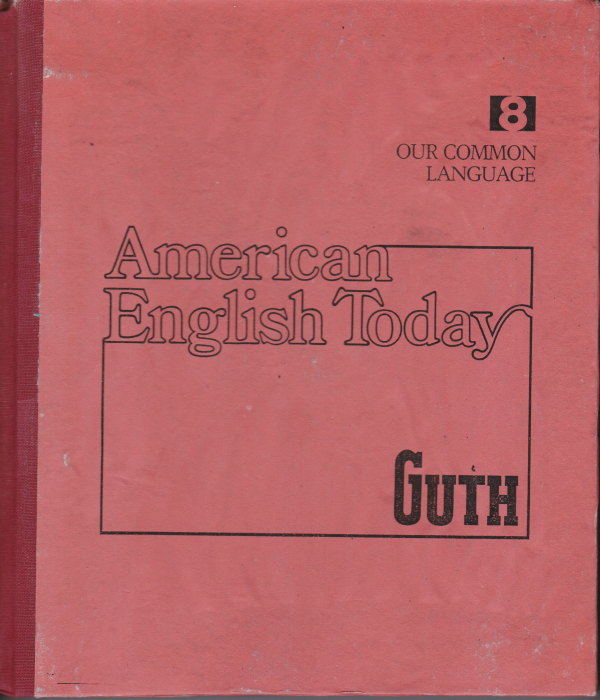 8
OUR COMMON
LANGUAGE
American
English Today
GUTH